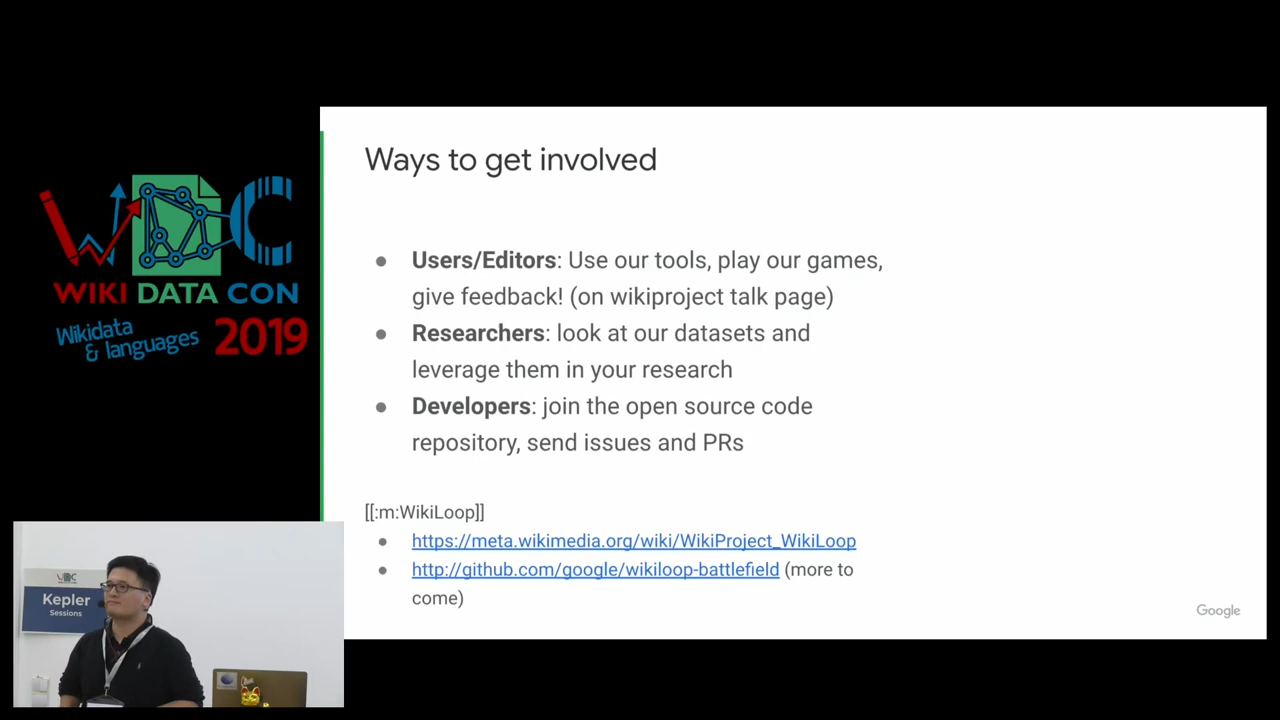 Ways to get involved
● Users/Editors: Use our tools, play our games,
give feedback! (on wikiproject talk page)
● Researchers: look at our datasets and
leverage them in your research
● Developers: join the open source code
repository, send issues and PRs
[[:m:WikiLoop]]
● https://meta.wikimedia.org/wiki/WikiProject_WikiLoop
● http://github.com/google/wikiloop-battlefield (more to
come)
Google
WDC
WIKI DATA CON
Wikidata
& languages 2019
WDC
Kepler
Sessions